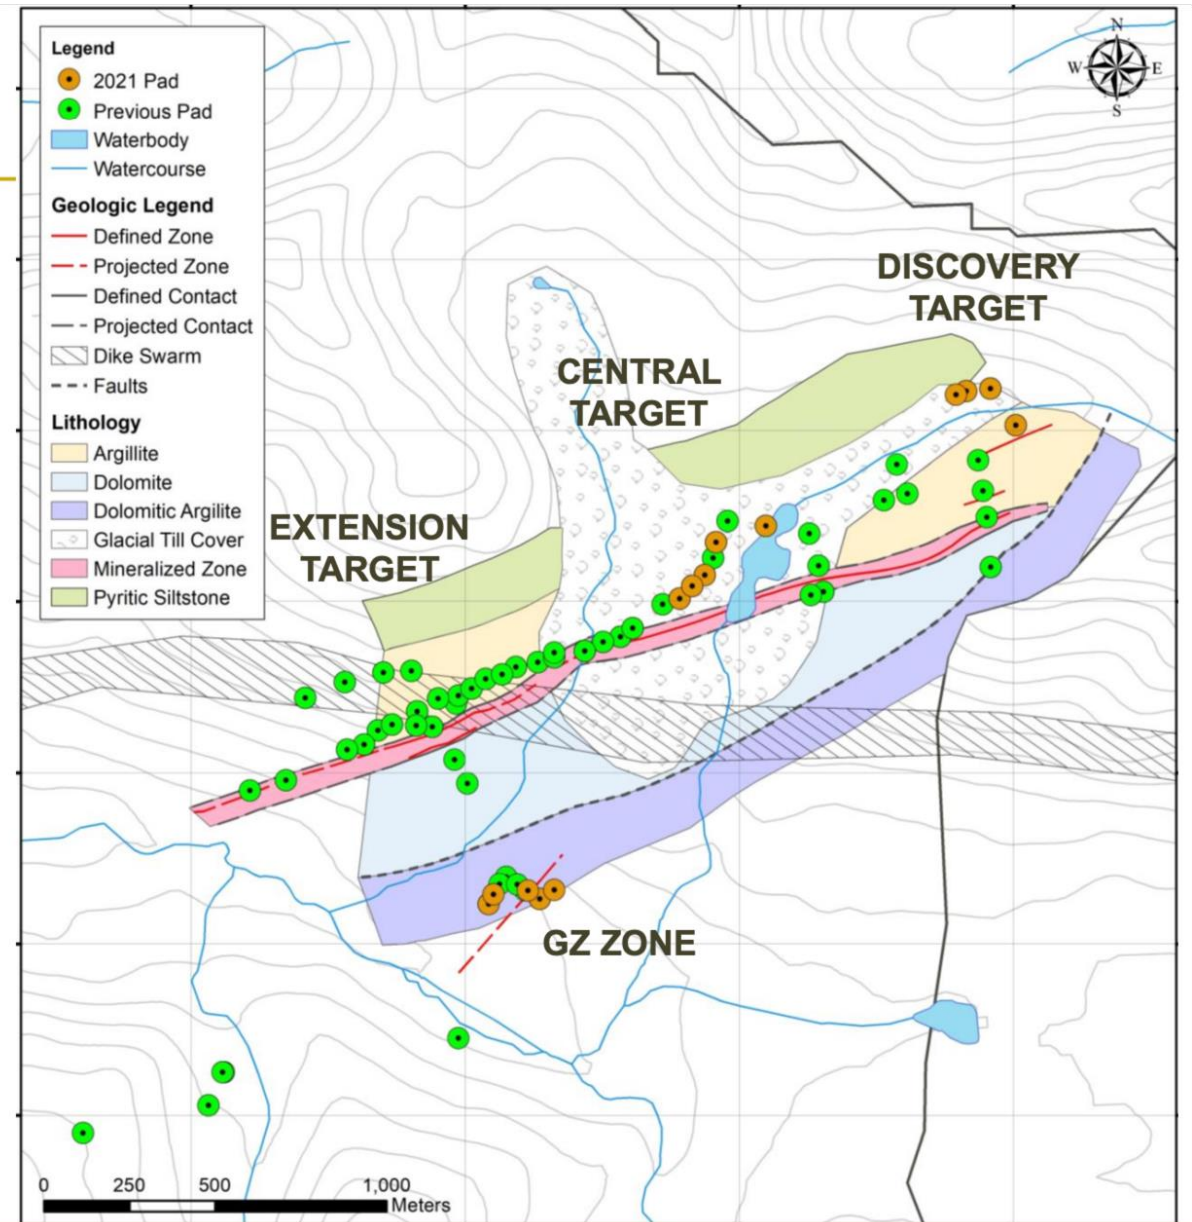 Legend
2021 Pad
Previous Pad
Waterbody
Watercourse
Geologic Legend
Defined Zone
Projected Zone
Defined Contact
Projected Contact
Dike Swarm
Faults
Lithology
Argillite
Dolomite
Dolomitic Argilite
Glacial Till Cover
Mineralized Zone
Pyritic Siltstone
N
W E
S
DISCOVERY
TARGET
CENTRAL
TARGET
EXTENSION
TARGET
GZ ZONE
0 250 500 1,000
Meters